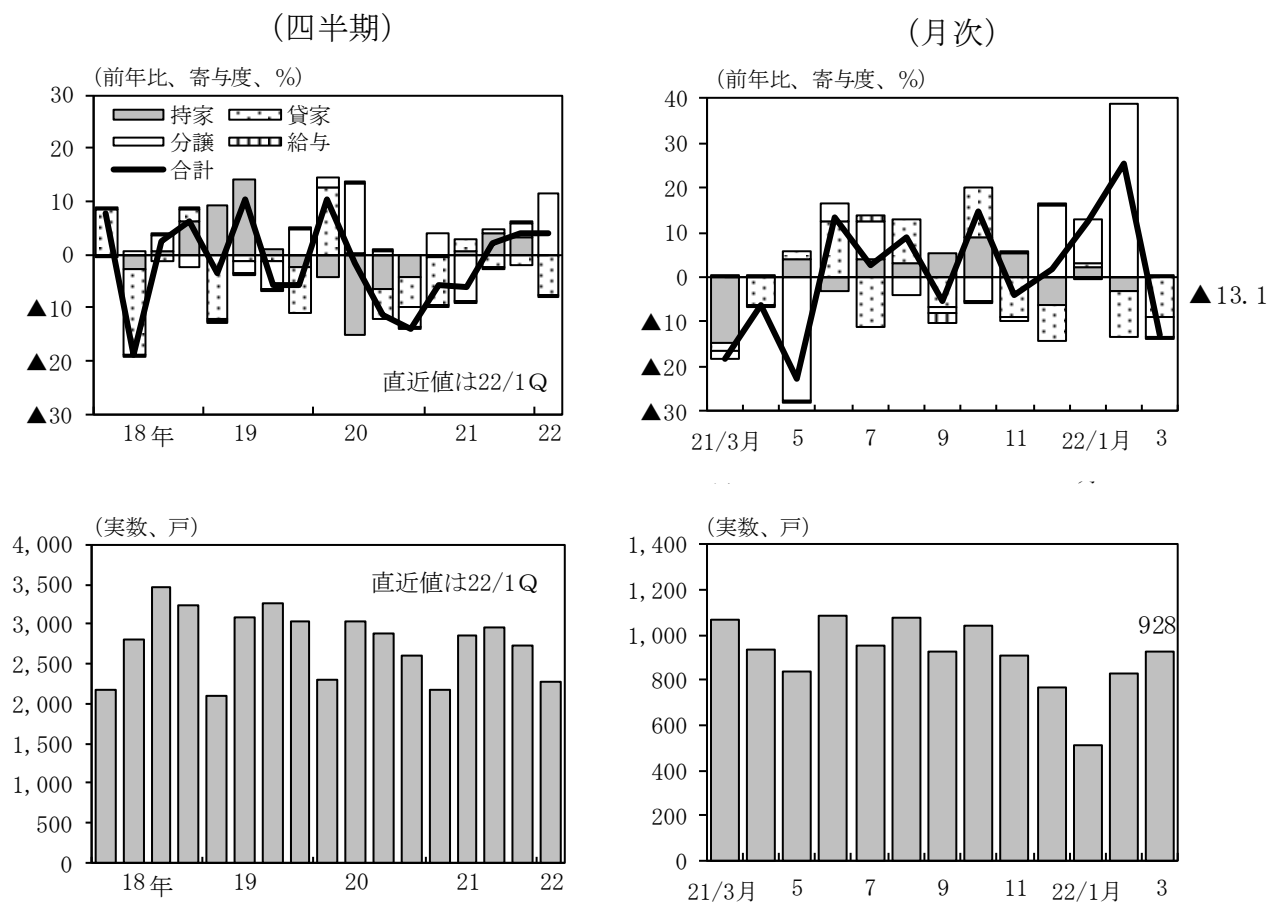 (四半期)
(前年比、寄与度、%)
30
20
10
0
▲10
▲20
▲30
持家
貸家
分譲
給与
合計
直近値は22/1Q
18年
19
20
21
22
(月次)
(前年比、寄与度、%)
40
30
20
10
0
▲10
▲20
▲30
▲13.1
21/3月
5
7
9
11
22/1月
3
(実数、戸)
4,000
3,500
3,000
2,500
2,000
1,500
1,000
500
0
直近値は22/1Q
18年
19
20
21
22
(実数、戸)
1,400
1,200
1,000
800
600
400
200
0
928
21/3月
5
7
9
11
22/1月
3